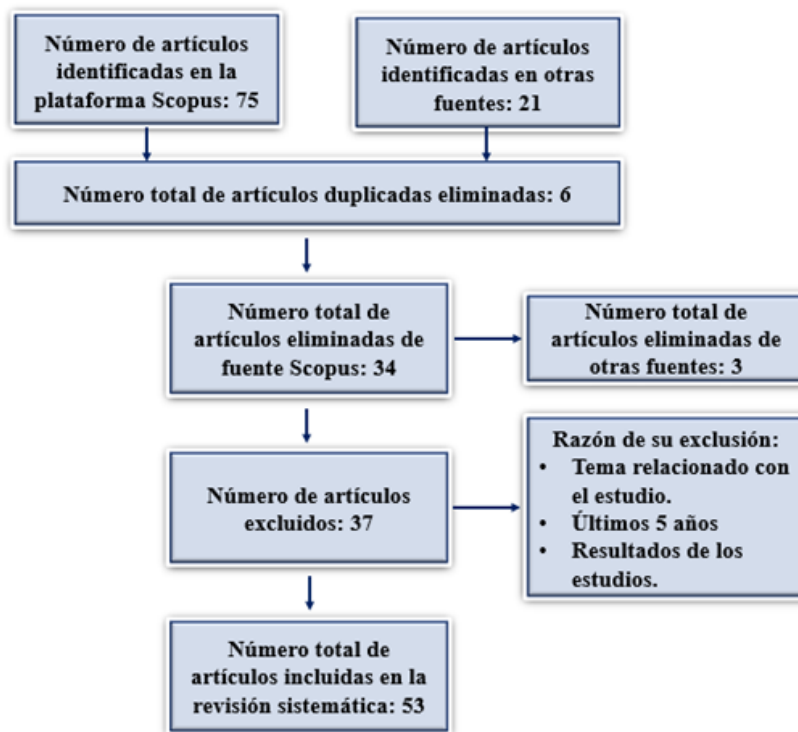 Número de artículos
identificadas en la
plataforma Scopus: 75
Número de artículos
identificadas en otras
fuentes: 21
Número total de artículos duplicadas eliminadas: 6
Número total de
artículos eliminadas de
fuente Scopus: 34
Número total de
artículos eliminadas de
otras fuentes: 3
Número de artículos
excluidos: 37
Razón de su exclusión:
• Tema relacionado con
el estudio.
• Últimos 5 años
• Resultados de los
estudios.
Número total de
artículos incluidas en la
revisión sistemática: 53